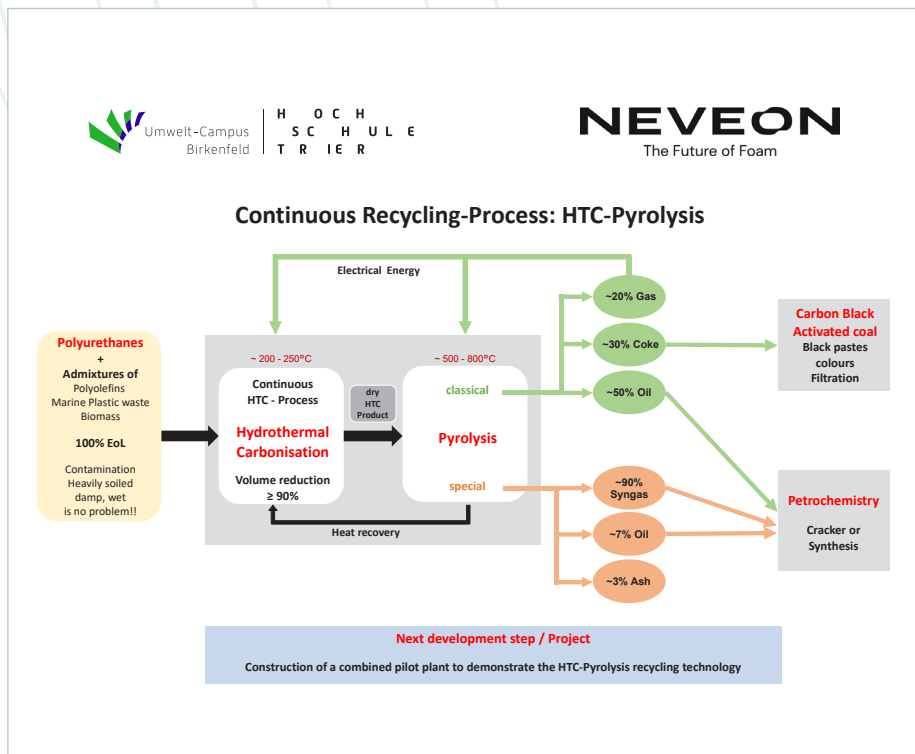 Umwelt-Campus
Birkenfeld
H O C H
S C H U L E
T R I E R
NEVEON
The Future of Foam
Continuous Recycling-Process: HTC-Pyrolysis
Electrical Energy
Polyurethanes
+
Admixtures of
Polyolefins
Marine Plastic waste
Biomass
100% EoL
Contamination
Heavily soiled
damp, wet
is no problem!!
~ 200 - 250°C
Continuous
HTC - Process
Hydrothermal
Carbonisation
Volume reduction
≥ 90%
dry
HTC
Product
~ 500 - 800°C
classical
Pyrolysis
special
Heat recovery
~20% Gas
~30% Coke
~50% Oil
~90%
Syngas
~7% Oil
~3% Ash
Carbon Black
Activated coal
Black pastes
colours
Filtration
Petrochemistry
Cracker or
Synthesis
Next development step / Project
Construction of a combined pilot plant to demonstrate the HTC-Pyrolysis recycling technology